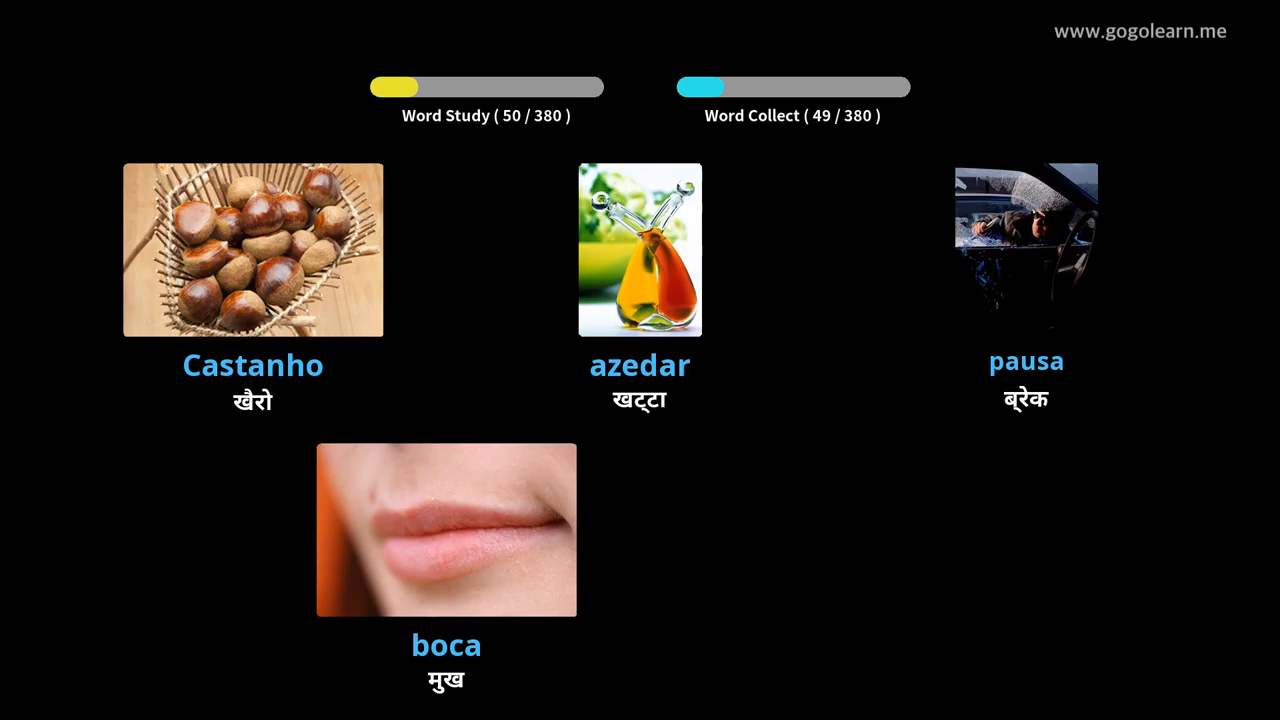 www.gogolearn.me
Word Study ( 50 / 380 )
Word Collect ( 49 / 380 )
Castanho
खैरो
azedar
खट्टा
pausa
ब्रेक
boca
मुख